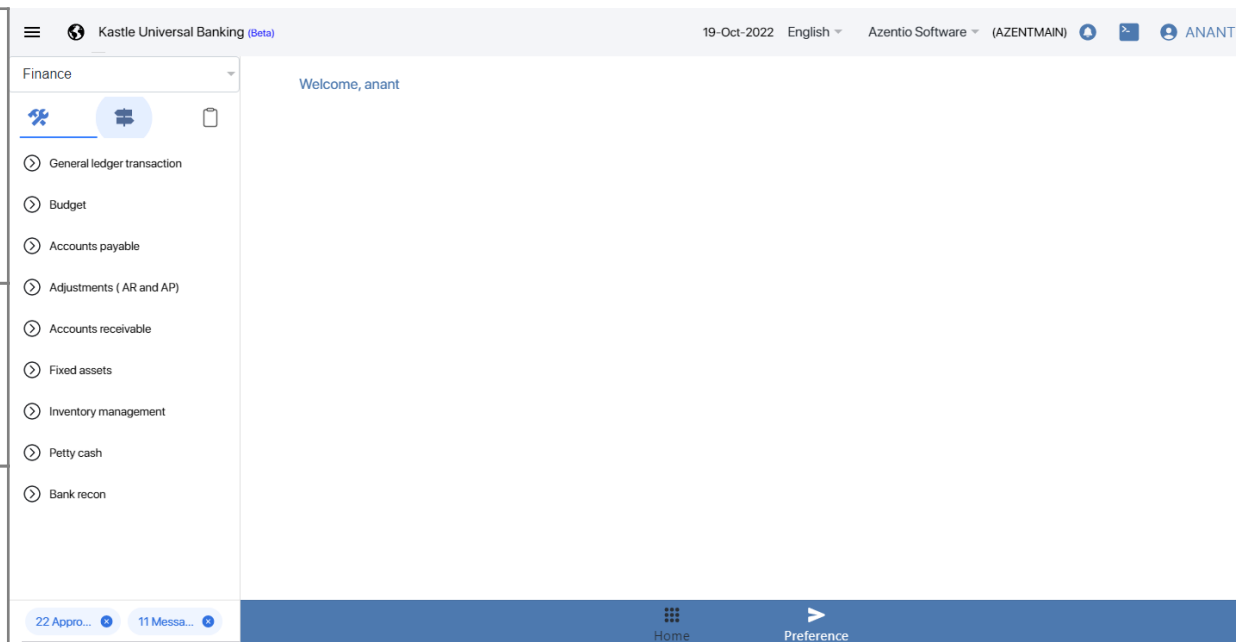 Kastle Universal Banking (Beta) 19-Oct-2022 English Azentio Software (AZENTMAIN) ANANT
Finance
Welcome, anant
General ledger transaction
Budget
Accounts payable
Adjustments ( AR and AP)
Accounts receivable
Fixed assets
Inventory management
Petty cash
Bank recon
22 Appro... 11 Messa...
Home Preference